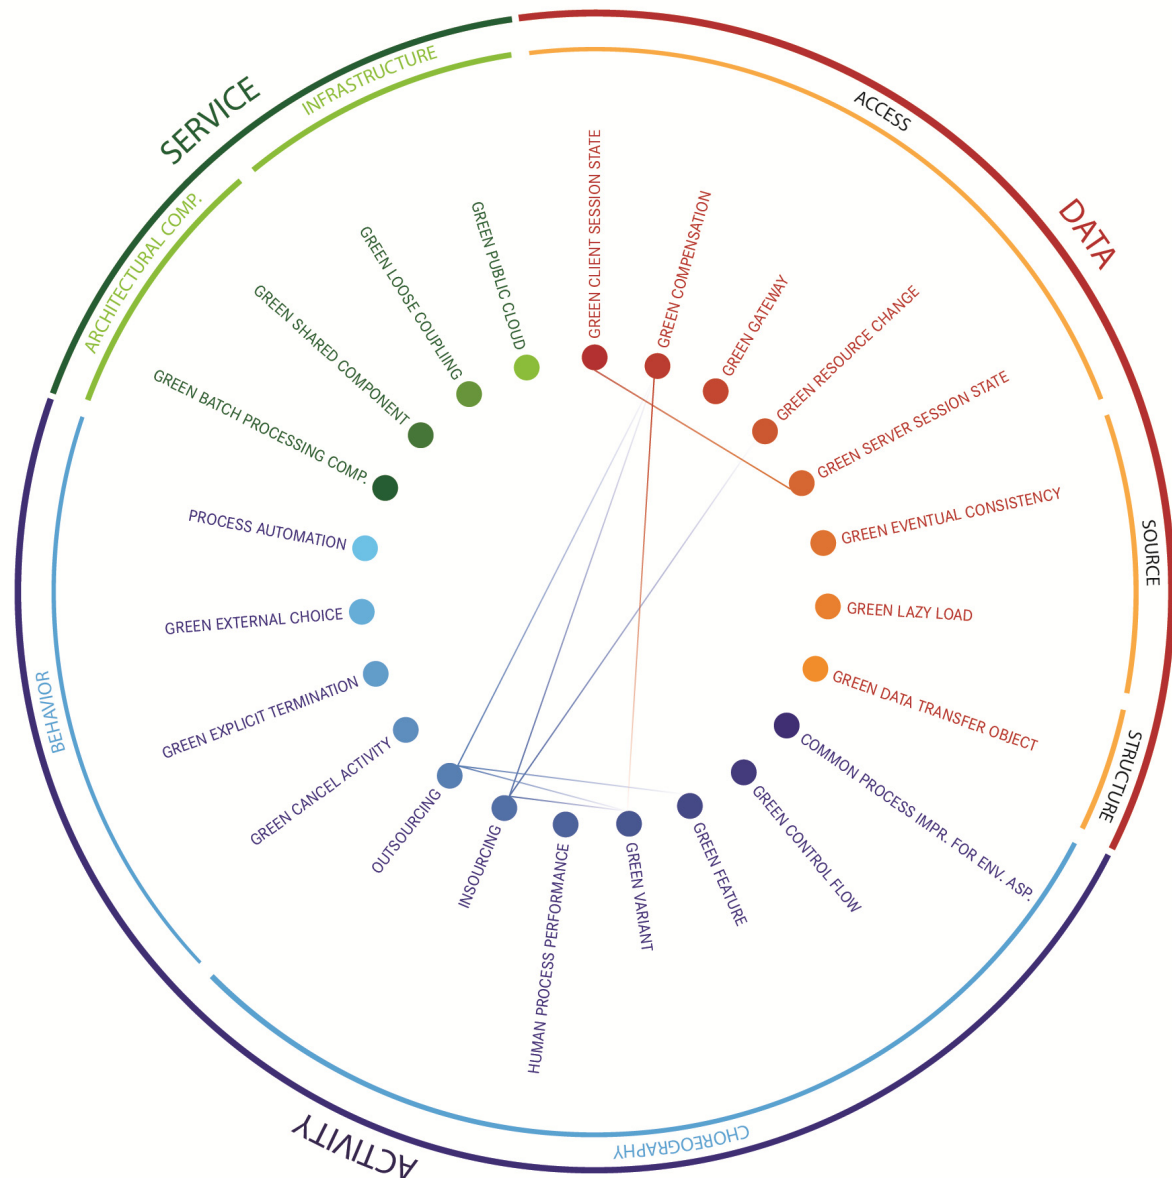 SERVICE
INFRASTRUCTURE
ARCHITECTURAL COMP.
DATA
ACCESS
SOURCE
STRUCTURE
ACTIVITY
CHOREOGRAPHY
BEHAVIOR
GREEN CLIENT SESSION STATE
GREEN COMPENSATION
GREEN GATEWAY
GREEN RESOURCE CHANGE
GREEN SERVER SESSION STATE
GREEN EVENTUAL CONSISTENCY
GREEN LAZY LOAD
GREEN DATA TRANSFER OBJECT
COMMON PROCESS IMPR. FOR ENV. ASP.
GREEN CONTROL FLOW
GREEN FEATURE
GREEN VARIANT
HUMAN PROCESS PERFORMANCE
INSOURCING
OUTSOURCING
GREEN CANCEL ACTIVITY
GREEN EXPLICIT TERMINATION
GREEN EXTERNAL CHOICE
PROCESS AUTOMATION
GREEN BATCH PROCESSING COMP.
GREEN SHARED COMPONENT
GREEN LOOSE COUPLIING
GREEN PUBLIC CLOUD